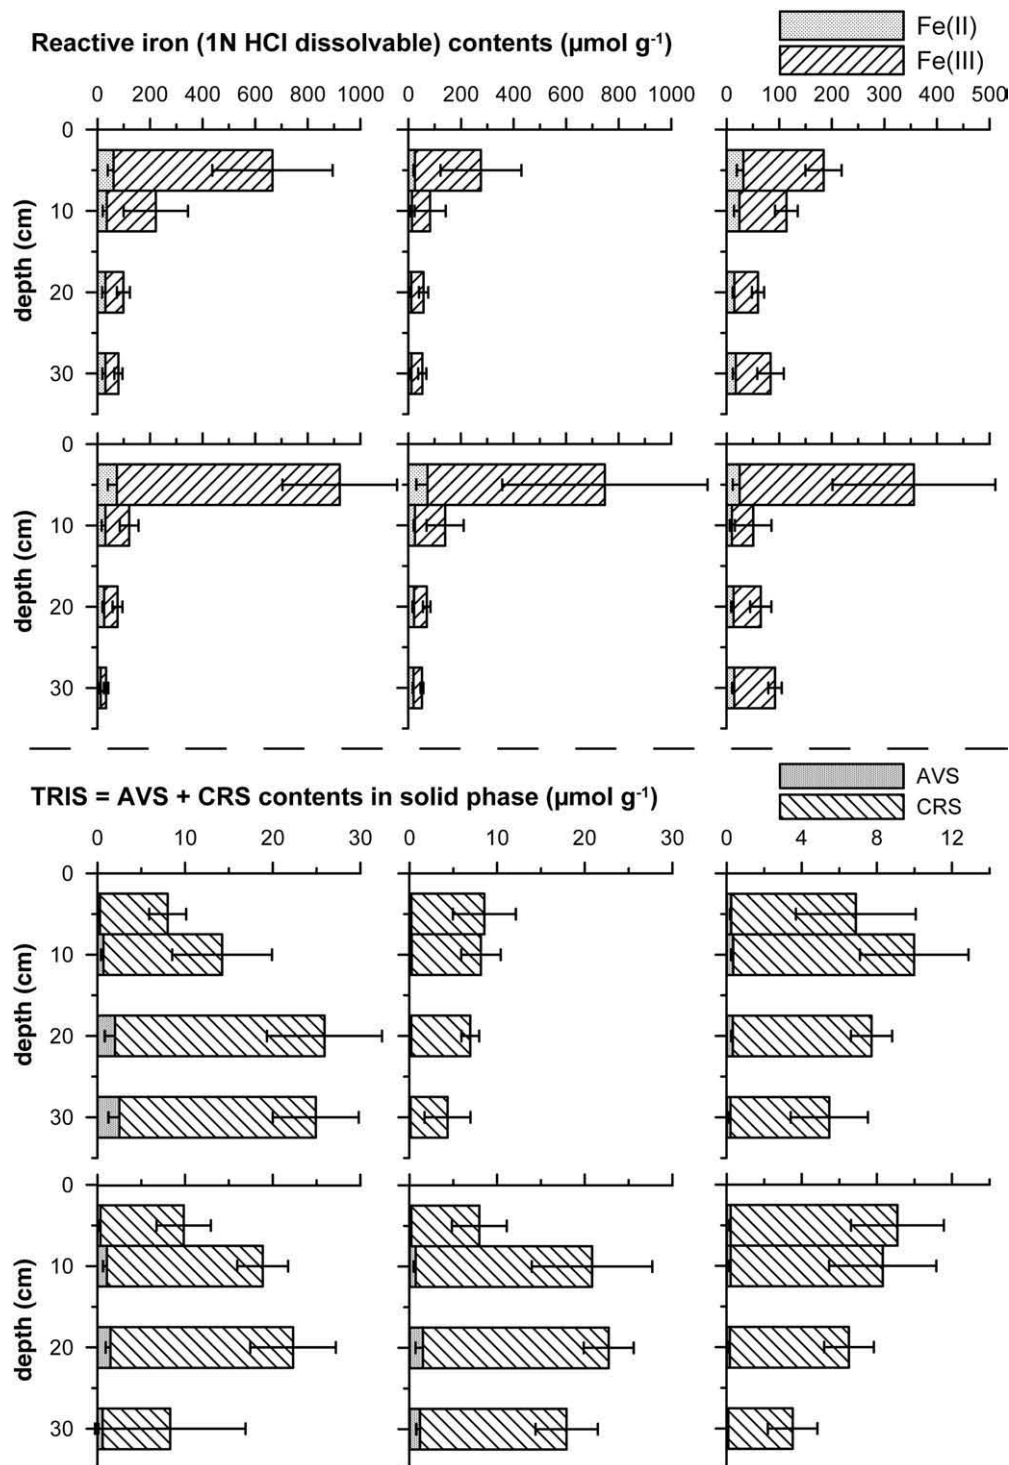 Reactive iron (1N HCl dissolvable) contents (µmol g-1)
Fe(II)
Fe(III)
0 200 400 600 800 1000
0 200 400 600 800 1000
0 100 200 300 400 500
0
10
20
30
depth (cm)
0
10
20
30
depth (cm)
TRIS = AVS + CRS contents in solid phase (µmol g-1)
AVS
CRS
0 10 20 30
0 10 20 30
0 4 8 12
0
10
20
30
depth (cm)
0
10
20
30
depth (cm)